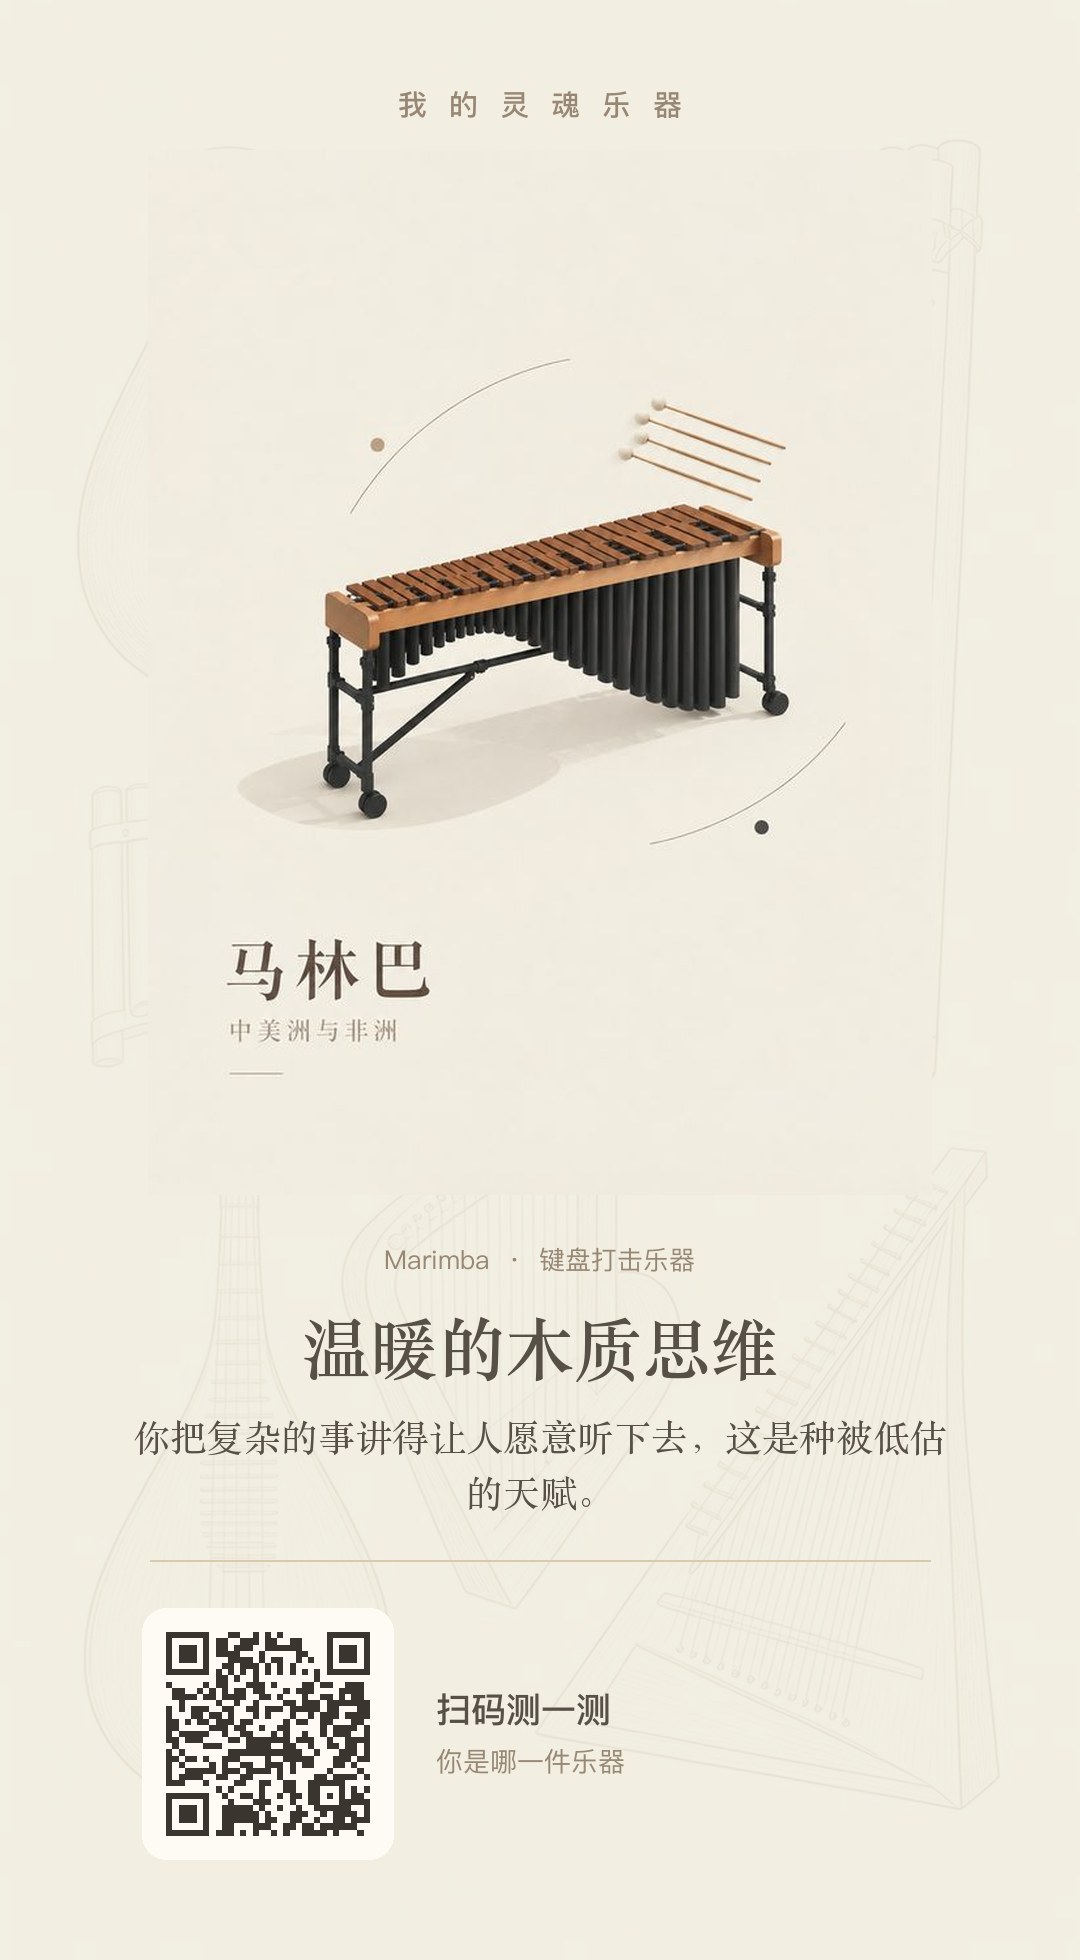 我的灵魂乐器
马林巴
中美洲与非洲
Marimba · 键盘打击乐器
温暖的木质思维
你把复杂的事讲得让人愿意听下去，这是种被低估
的天赋。
扫码测一测
你是哪一件乐器